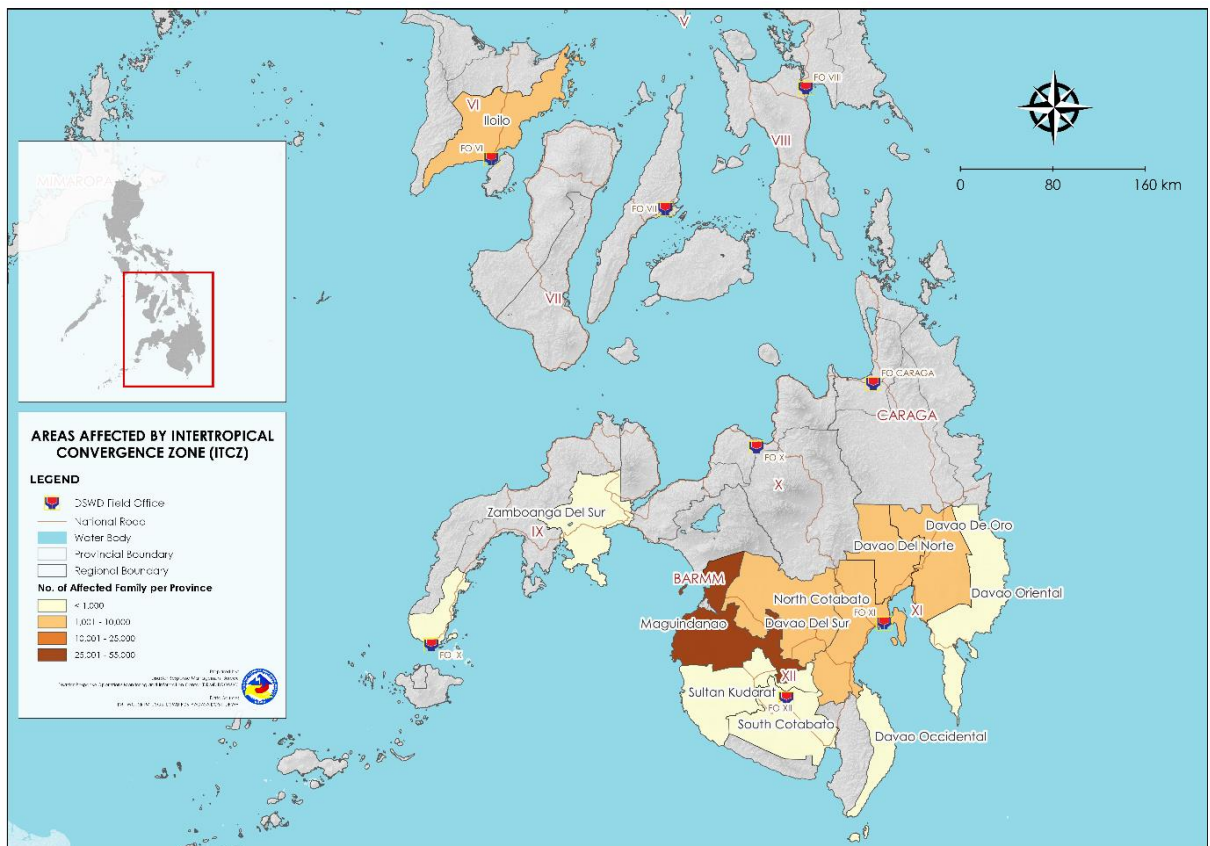 V
FO VIII
VI
Iloilo
FO VI
VIII
0 80 160 km
MIMAROPA
FO VII
VII
FO CARAGA
CARAGA
AREAS AFFECTED BY INTERTROPICAL
CONVERGENCE ZONE (ITCZ)
LEGEND
DSWD Field Office
National Road
Water Body
Provincial Boundary
Regional Boundary
No. of Affected Family per Province
< 1,000
1,001 - 10,000
10,001 - 25,000
25,001 - 55,000
FO X
X
Zamboanga Del Sur
IX
Davao De Oro
Davao Del Norte
BARMM
North Cotabato
Davao Oriental
FO XI
XI
Maguindanao
Davao Del Sur
FO X
XII
Sultan Kudarat
FO XII
South Cotabato
Davao Occidental